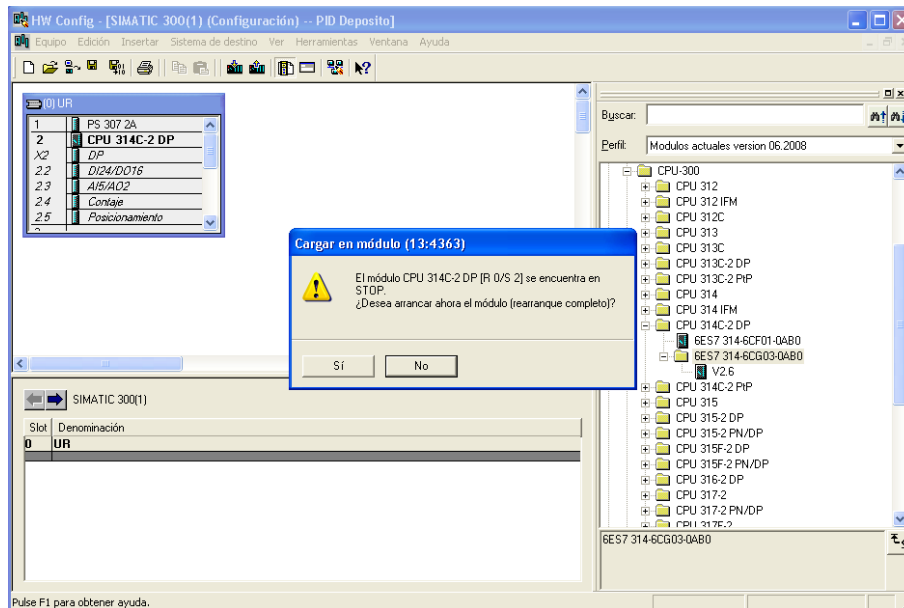 HW Config - [SIMATIC 300(1) (Configuración) -- PID Deposito]
Equipo Edición Insertar Sistema de destino Ver Herramientas Ventana Ayuda
(0) UR
1 PS 307 2A
2 CPU 314C-2 DP
X2 DP
2.2 DI24/DO16
2.3 AI5/AO2
2.4 Contaje
2.5 Posicionamiento
Buscar:
Perfil: Modulos actuales version 06.2008
CPU-300
CPU 312
CPU 312 IFM
CPU 312C
CPU 313
CPU 313C
CPU 313C-2 DP
CPU 313C-2 PtP
CPU 314
CPU 314 IFM
CPU 314C-2 DP
6ES7 314-6CF01-0AB0
6ES7 314-6CG03-0AB0
V2.6
CPU 314C-2 PtP
CPU 315
CPU 315-2 DP
CPU 315-2 PN/DP
CPU 315F-2 DP
CPU 315F-2 PN/DP
CPU 316-2 DP
CPU 317-2
CPU 317-2 PN/DP
CPU 317F-2
6ES7 314-6CG03-0AB0
Cargar en módulo (13:4363)
El módulo CPU 314C-2 DP [R 0/S 2] se encuentra en
STOP.
¿Desea arrancar ahora el módulo (rearranque completo)?
Sí No
SIMATIC 300(1)
Slot Denominación
0 UR
Pulse F1 para obtener ayuda.